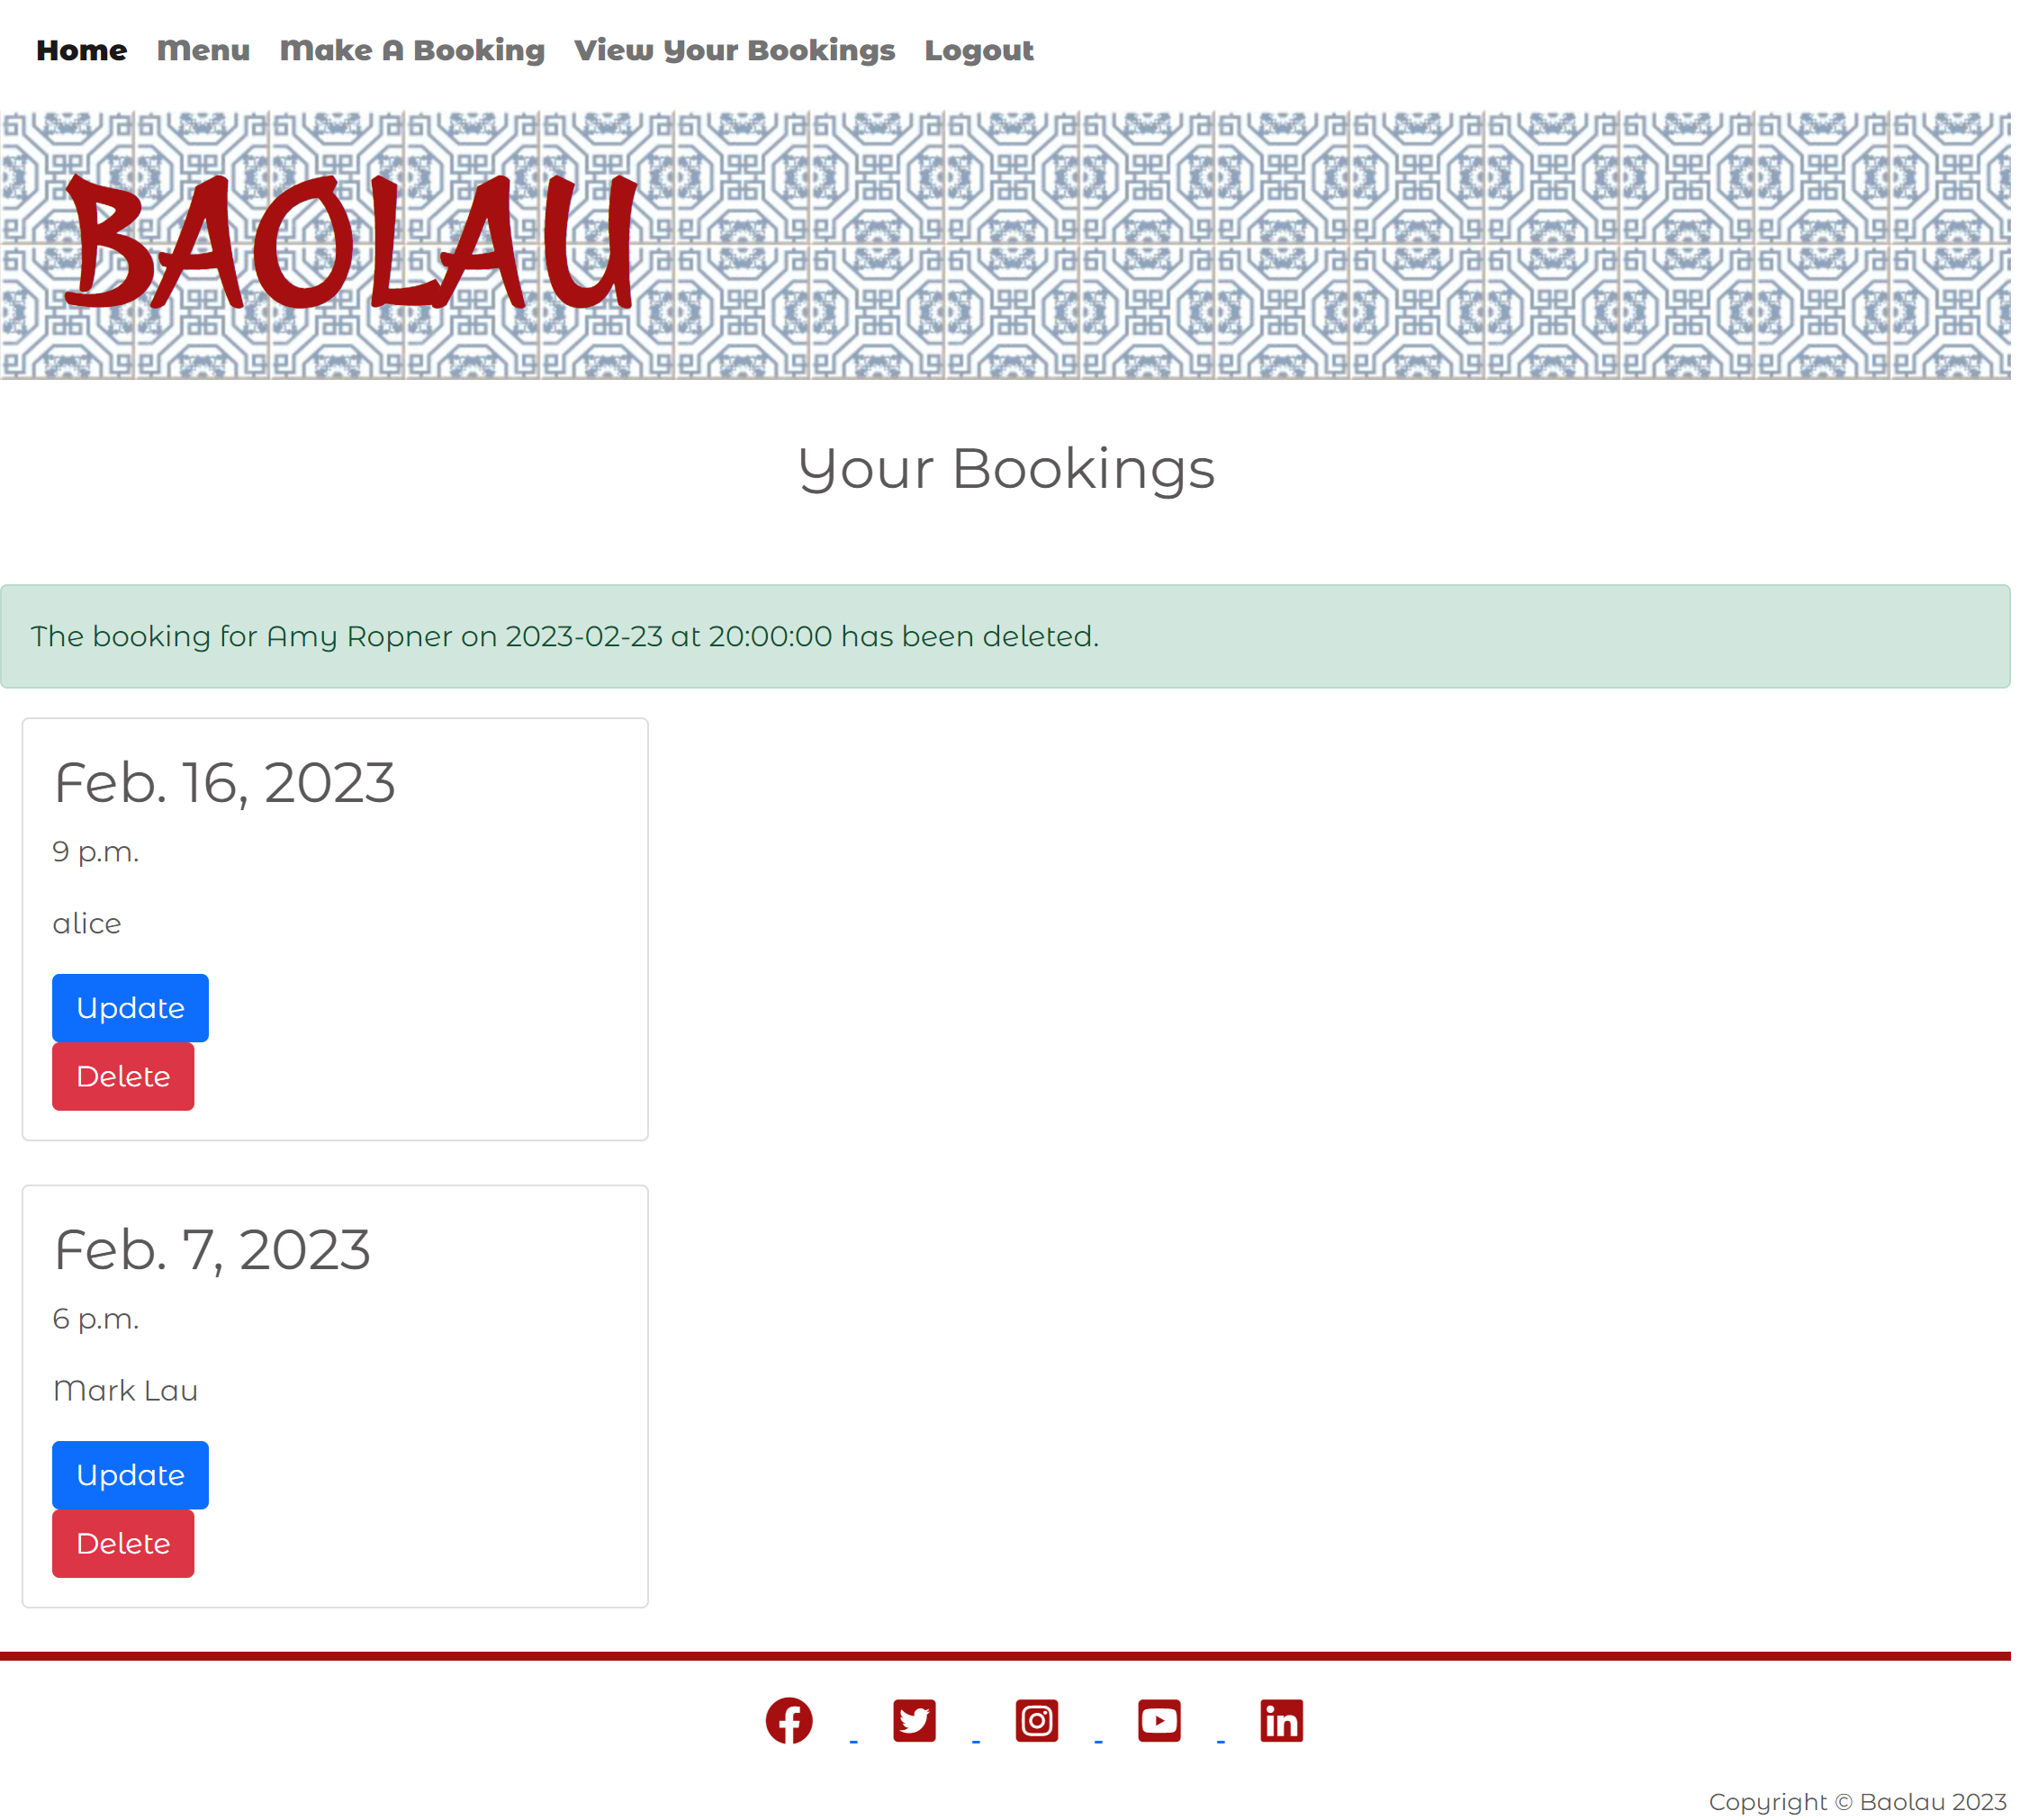 Home Menu Make A Booking View Your Bookings Logout
BAOLAU
Your Bookings
The booking for Amy Ropner on 2023-02-23 at 20:00:00 has been deleted.
Feb. 16, 2023
9 p.m.
alice
Update
Delete
Feb. 7, 2023
6 p.m.
Mark Lau
Update
Delete
Copyright © Baolau 2023